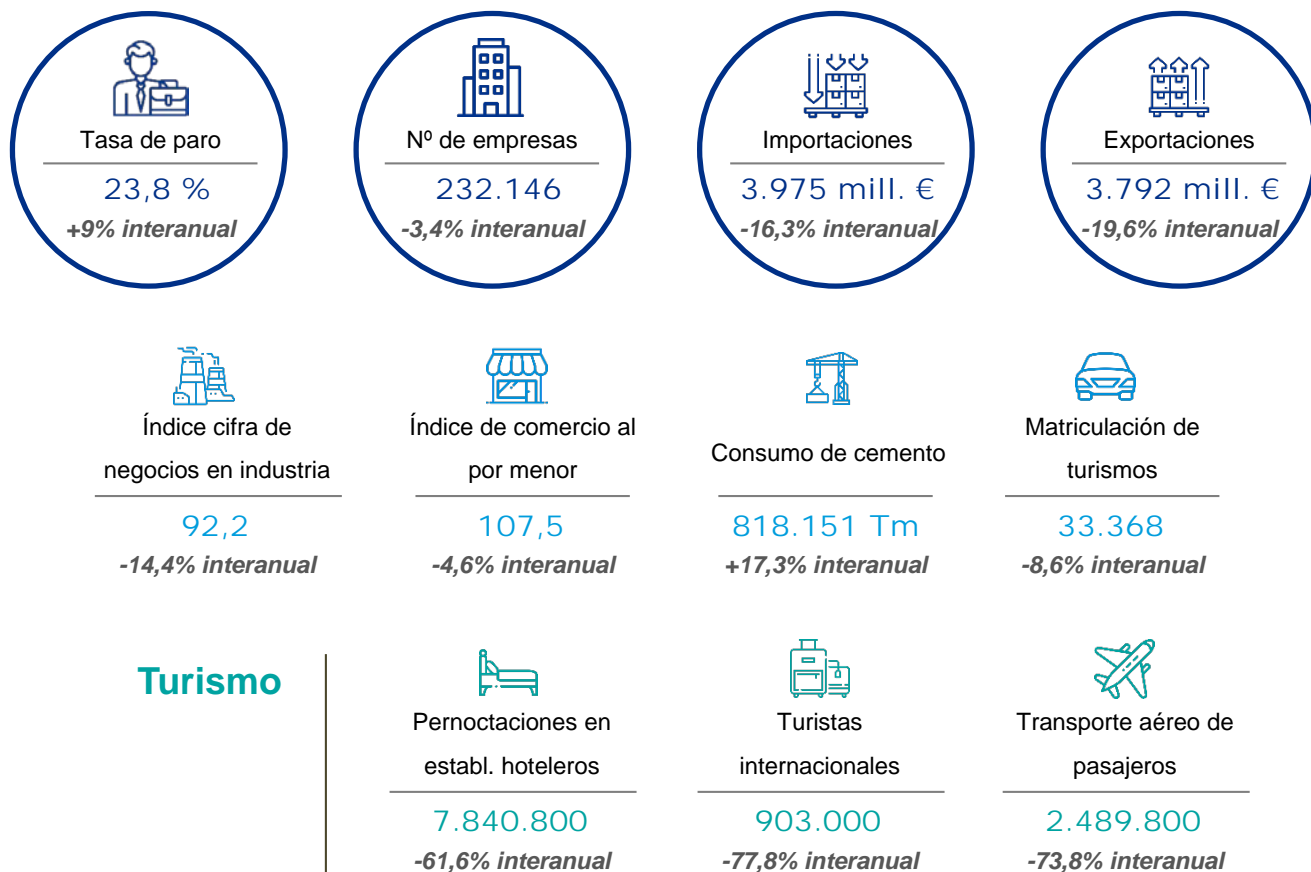 Tasa de paro
23,8 %
+9% interanual
Nº de empresas
232.146
-3,4% interanual
Importaciones
3.975 mill. €
-16,3% interanual
Exportaciones
3.792 mill. €
-19,6% interanual
Índice cifra de
negocios en industria
92,2
-14,4% interanual
Índice de comercio al
por menor
107,5
-4,6% interanual
Consumo de cemento
818.151 Tm
+17,3% interanual
Matriculación de
turismos
33.368
-8,6% interanual
Turismo
Pernoctaciones en
establ. hoteleros
7.840.800
-61,6% interanual
Turistas
internacionales
903.000
-77,8% interanual
Transporte aéreo de
pasajeros
2.489.800
-73,8% interanual